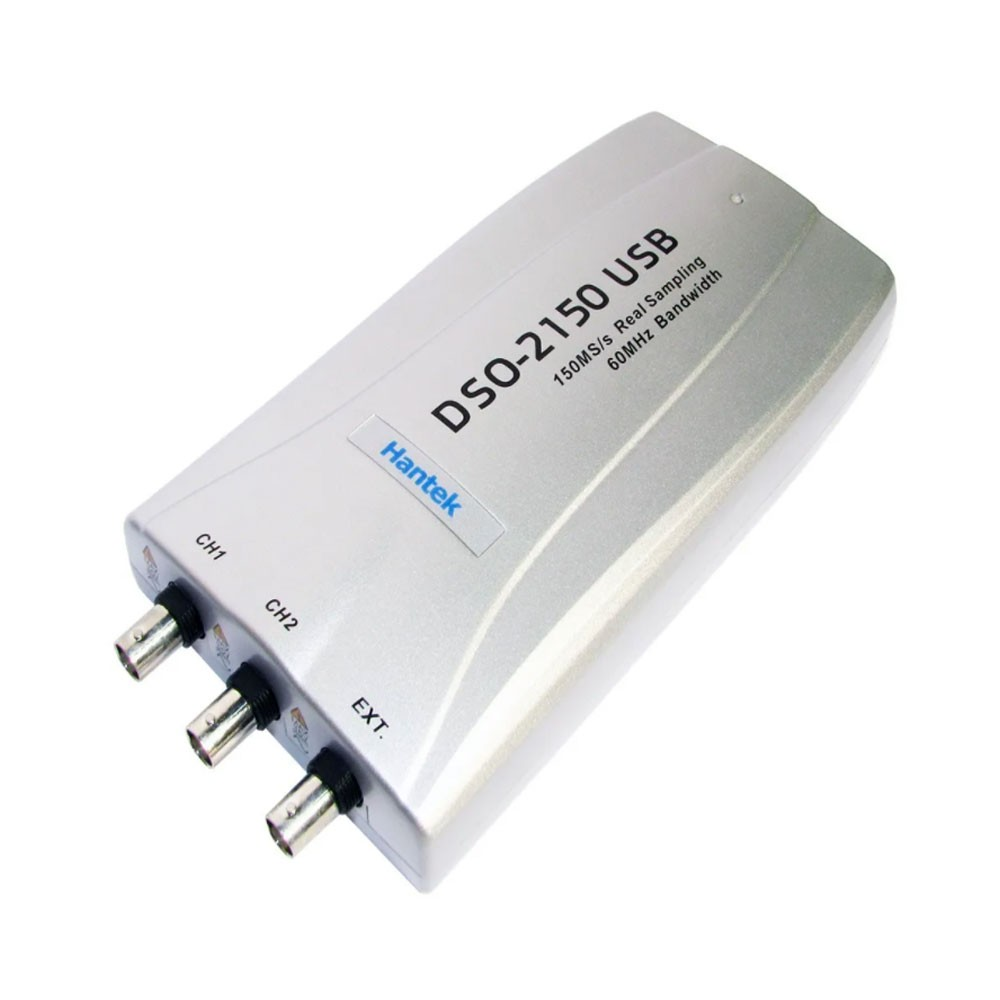 DSO-2150 USB
150MS/s Real Sampling
60MHz Bandwidth
Hantek
CH1
CH2
EXT.